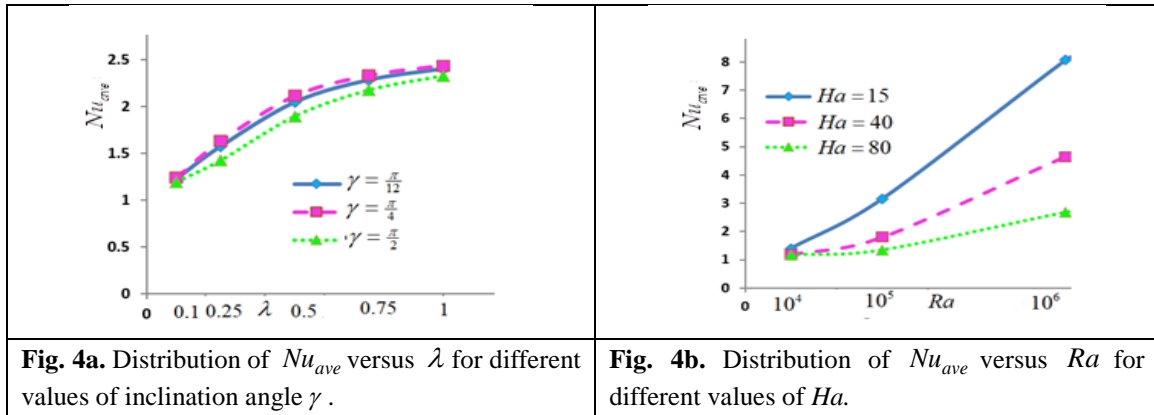 2.5
2
1.5
1
0.5
0
Nu_ave
γ = π/12
γ = π/4
γ = π/2
0 0.1 0.25 λ 0.5 0.75 1
8
7
6
5
4
3
2
1
0
Nu_ave
Ha = 15
Ha = 40
Ha = 80
10^4 10^5 Ra 10^6
Fig. 4a. Distribution of Nu_ave versus λ for different
values of inclination angle γ .
Fig. 4b. Distribution of Nu_ave versus Ra for
different values of Ha.